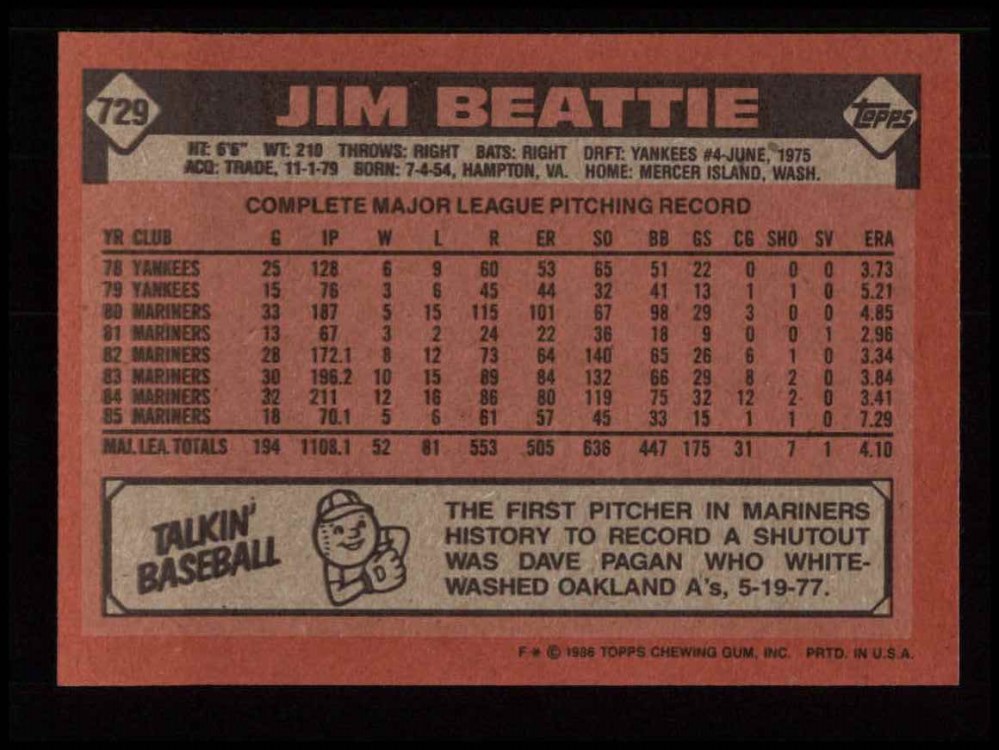 729
JIM BEATTIE
Topps
HT: 6'6" WT: 210 THROWS: RIGHT BATS: RIGHT DRFT: YANKEES #4-JUNE, 1975
ACQ: TRADE, 11-1-79 BORN: 7-4-54, HAMPTON, VA. HOME: MERCER ISLAND, WASH.
COMPLETE MAJOR LEAGUE PITCHING RECORD
YR CLUB G IP W L R ER SO BB GS CG SHO SV ERA
78 YANKEES 25 128 6 9 60 53 65 51 22 0 0 0 3.73
79 YANKEES 15 76 3 6 45 44 32 41 13 1 1 0 5.21
80 MARINERS 33 187 5 15 115 101 67 98 29 3 0 0 4.85
81 MARINERS 13 67 3 2 24 22 36 18 9 0 0 1 2.96
82 MARINERS 28 172.1 8 12 73 64 140 65 26 6 1 0 3.34
83 MARINERS 30 196.2 10 15 89 84 132 66 29 8 2 0 3.84
84 MARINERS 32 211 12 16 86 80 119 75 32 12 2 0 3.41
85 MARINERS 18 70.1 5 6 61 57 45 33 15 1 1 0 7.29
MAJ. LEA. TOTALS 194 1108.1 52 81 553 505 636 447 175 31 7 1 4.10
TALKIN'
BASEBALL
THE FIRST PITCHER IN MARINERS
HISTORY TO RECORD A SHUTOUT
WAS DAVE PAGAN WHO WHITE-
WASHED OAKLAND A's, 5-19-77.
F * © 1986 TOPPS CHEWING GUM, INC. PRTD. IN U.S.A.